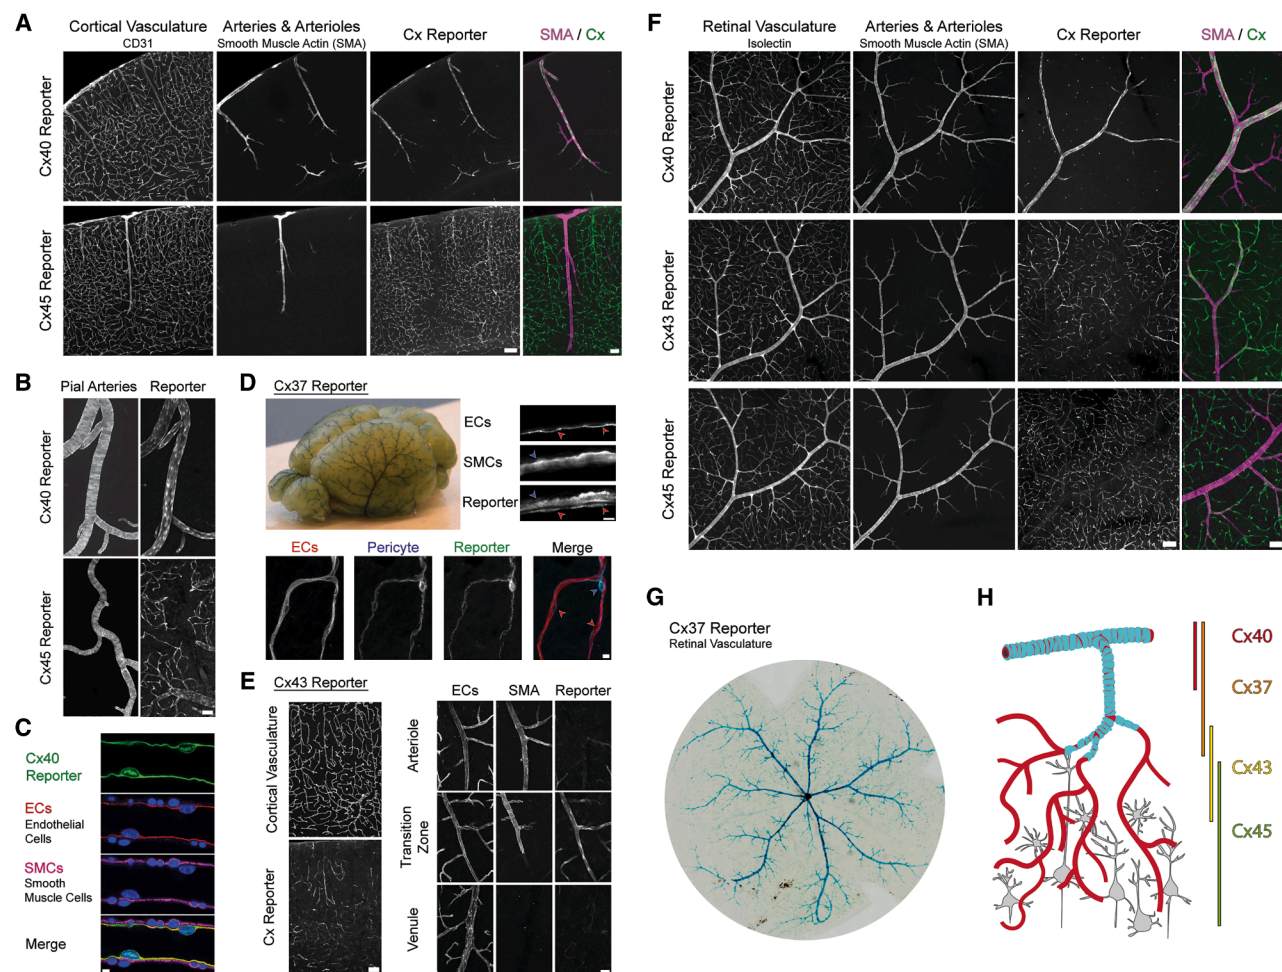 A
Cortical Vasculature
CD31
Arteries & Arterioles
Smooth Muscle Actin (SMA)
Cx Reporter
SMA / Cx
Cx40 Reporter
Cx45 Reporter
B
Pial Arteries
Reporter
Cx40 Reporter
Cx45 Reporter
C
Cx40
Reporter
ECs
Endothelial
Cells
SMCs
Smooth
Muscle Cells
Merge
D
Cx37 Reporter
ECs
SMCs
Reporter
ECs
Pericyte
Reporter
Merge
E
Cx43 Reporter
Cortical Vasculature
Cx Reporter
ECs
SMA
Reporter
Arteriole
Transition
Zone
Venule
F
Retinal Vasculature
Isolectin
Arteries & Arterioles
Smooth Muscle Actin (SMA)
Cx Reporter
SMA / Cx
Cx40 Reporter
Cx43 Reporter
Cx45 Reporter
G
Cx37 Reporter
Retinal Vasculature
H
Cx40
Cx37
Cx43
Cx45